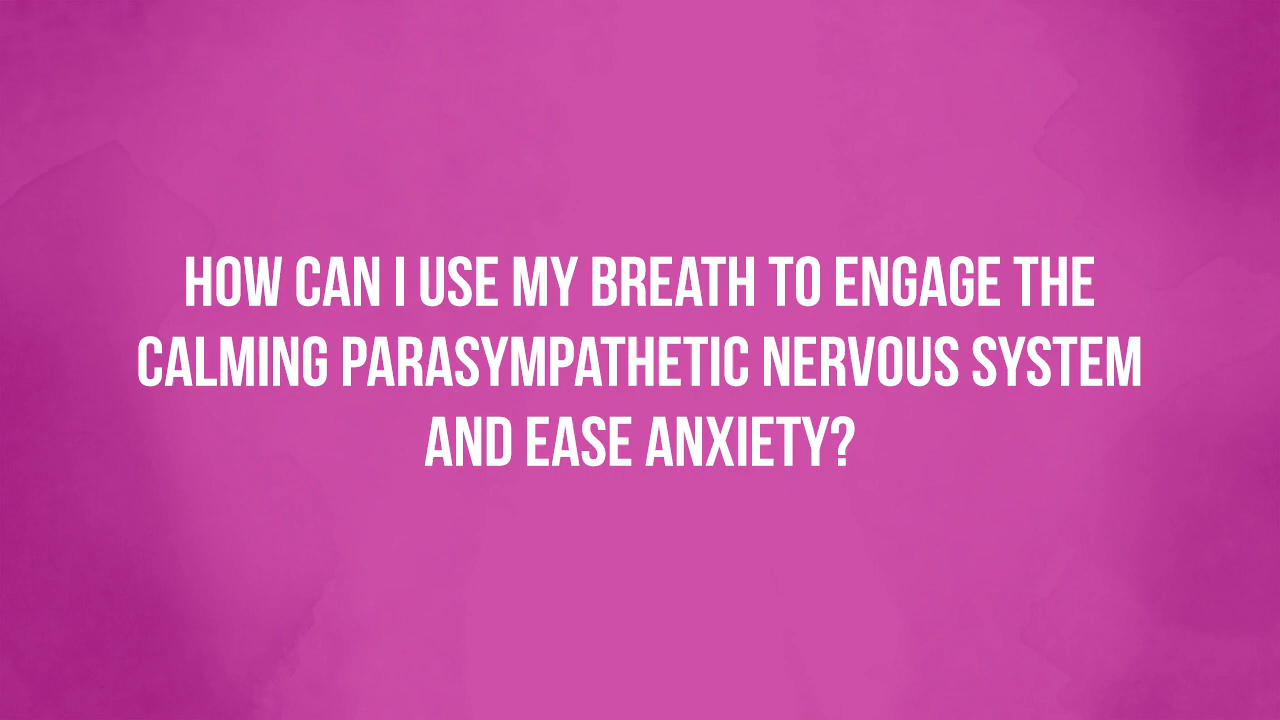 HOW CAN I USE MY BREATH TO ENGAGE THE
CALMING PARASYMPATHETIC NERVOUS SYSTEM
AND EASE ANXIETY?